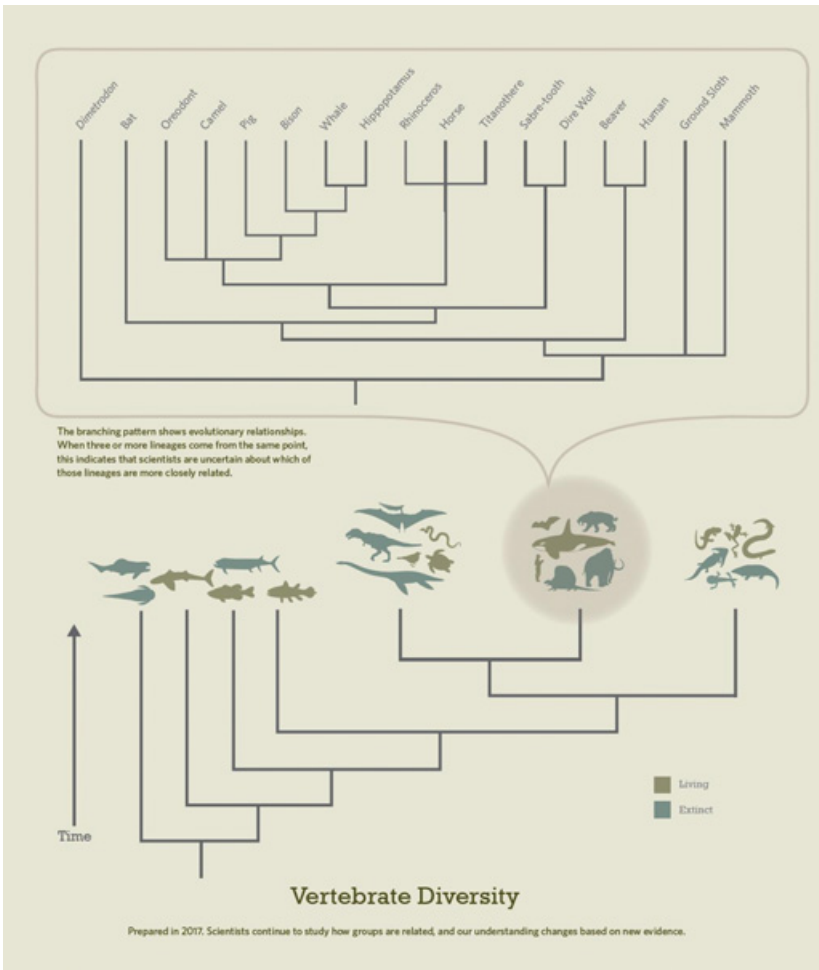 Dimetrodon
Bat
Oreodont
Camel
Pig
Bison
Whale
Hippopotamus
Rhinoceros
Horse
Titanothere
Sabre-tooth
Dire Wolf
Beaver
Human
Ground Sloth
Mammoth
The branching pattern shows evolutionary relationships.
When three or more lineages come from the same point,
this indicates that scientists are uncertain about which of
those lineages are more closely related.
Living
Extinct
Time
Vertebrate Diversity
Prepared in 2017. Scientists continue to study how groups are related, and our understanding changes based on new evidence.